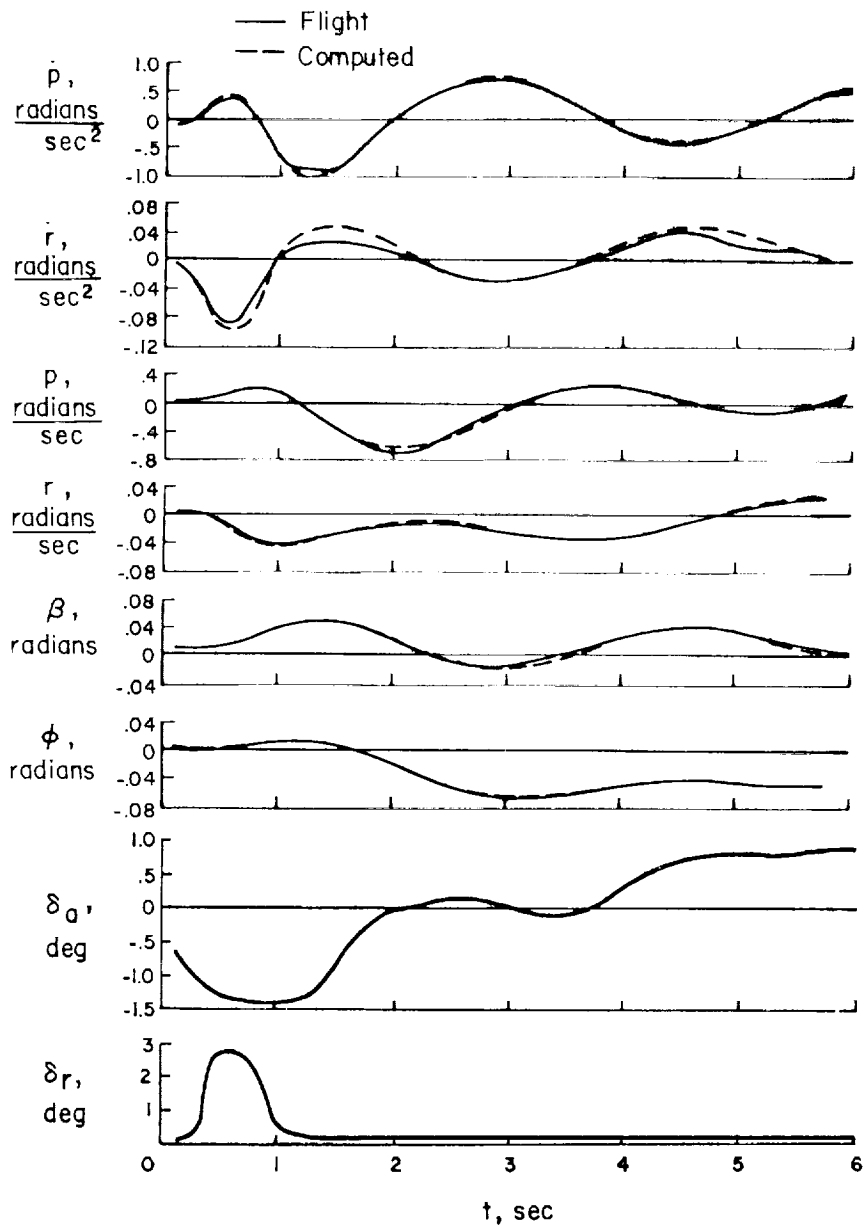 Flight
Computed
ṗ,
radians
sec²
1.0
.5
0
-.5
-1.0
ṙ,
radians
sec²
.08
.04
0
-.04
-.08
-.12
p,
radians
sec
.4
0
-.4
-.8
r,
radians
sec
.04
0
-.04
-.08
β,
radians
.08
.04
0
-.04
φ,
radians
.04
0
-.04
-.08
δa,
deg
1.0
.5
0
-.5
-1.0
-1.5
δr,
deg
3
2
1
0 1 2 3 4 5 6
t, sec